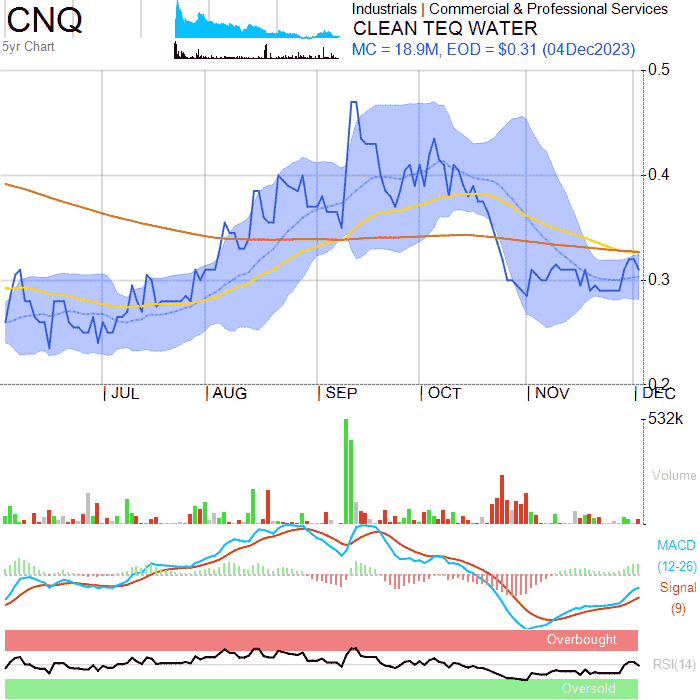 CNQ
5yr Chart
Industrials | Commercial & Professional Services
CLEAN TEQ WATER
MC = 18.9M, EOD = $0.31 (04Dec2023)
0.5
0.4
0.3
0.2
JUL AUG SEP OCT NOV DEC
532k
Volume
MACD
(12-26)
Signal
(9)
Overbought
RSI(14)
Oversold